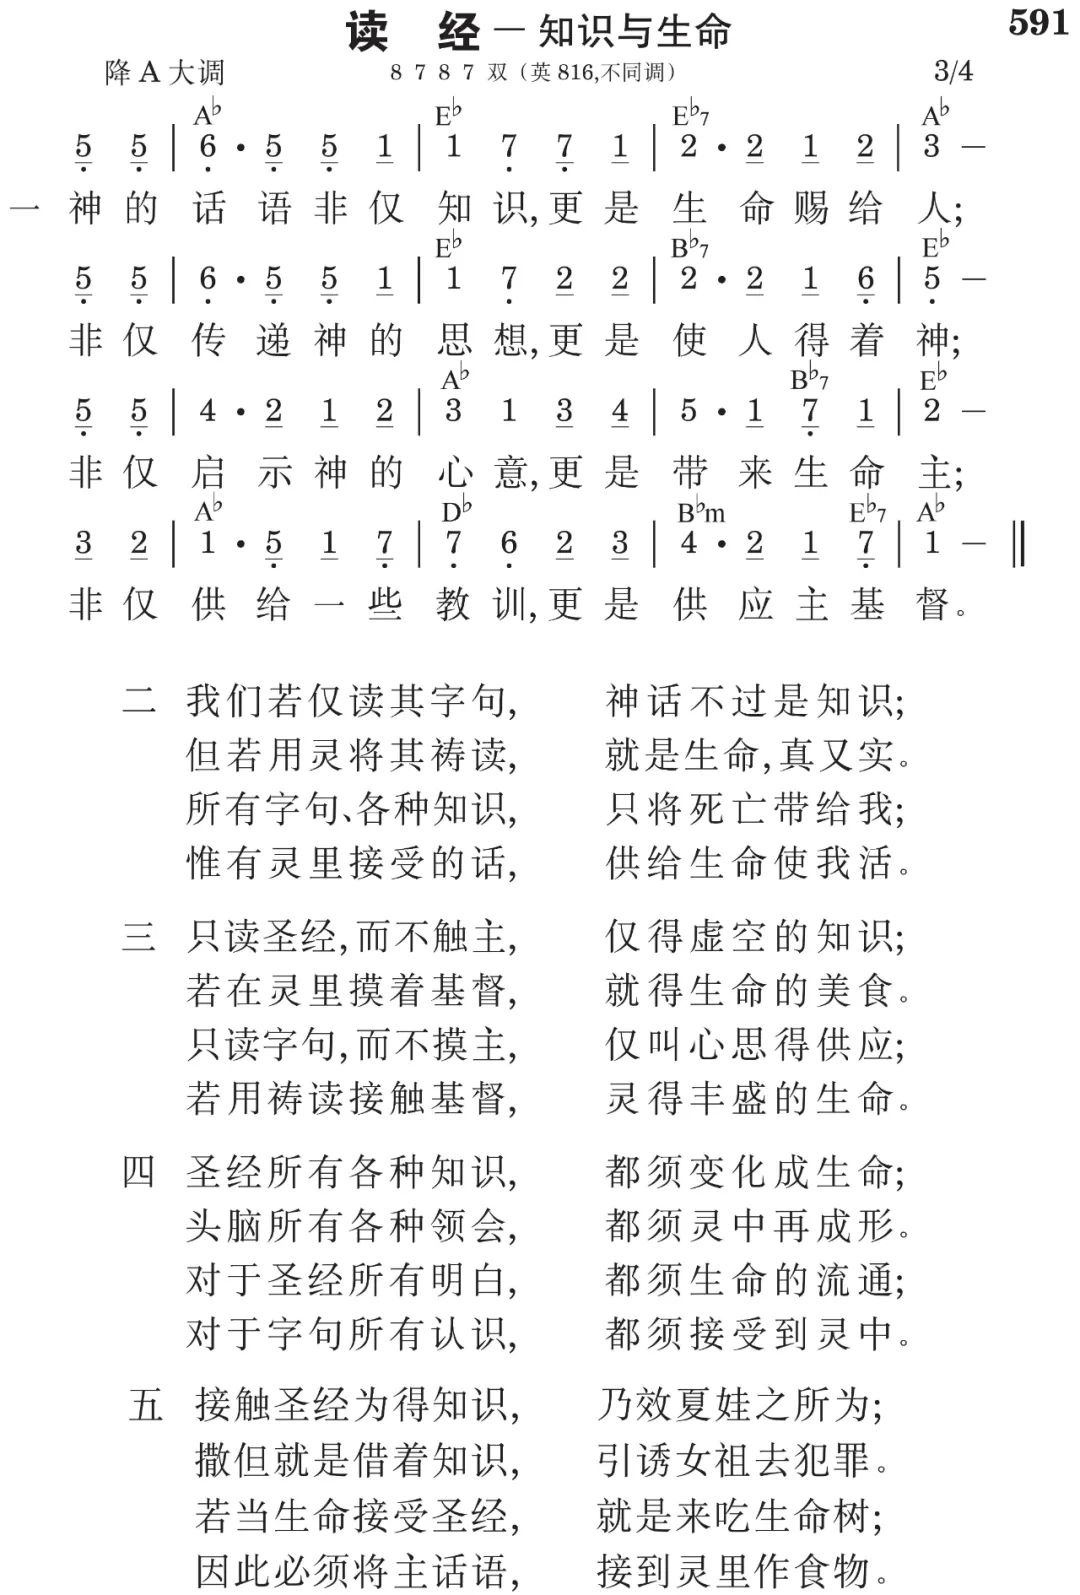 读 经 — 知识与生命 591
降 A 大调 8 7 8 7 双（英 816,不同调） 3/4
A♭ E♭ E♭7 A♭
5̣ 5̣ | 6̣ · 5̣ 5̣ 1 | 1 7̣ 7̣ 1 | 2 · 2 1 2 | 3 —
一 神的话语非仅知识,更是生命赐给人;
E♭ B♭7 E♭
5̣ 5̣ | 6̣ · 5̣ 5̣ 1 | 1 7̣ 2 2 | 2 · 2 1 6̣ | 5̣ —
非仅传递神的思想,更是使人得着神;
A♭ B♭7 E♭
5̣ 5̣ | 4 · 2 1 2 | 3 1 3 4 | 5 · 1 7̣ 1 | 2 —
非仅启示神的心意,更是带来生命主;
A♭ D♭ B♭m E♭7 A♭
3 2 | 1 · 5̣ 1 7̣ | 7̣ 6̣ 2 3 | 4 · 2 1 7̣ | 1 — ‖
非仅供给一些教训,更是供应主基督。
二 我们若仅读其字句, 神话不过是知识;
但若用灵将其祷读, 就是生命,真又实。
所有字句、各种知识, 只将死亡带给我;
惟有灵里接受的话, 供给生命使我活。
三 只读圣经,而不触主, 仅得虚空的知识;
若在灵里摸着基督, 就得生命的美食。
只读字句,而不摸主, 仅叫心思得供应;
若用祷读接触基督, 灵得丰盛的生命。
四 圣经所有各种知识, 都须变化成生命;
头脑所有各种领会, 都须灵中再成形。
对于圣经所有明白, 都须生命的流通;
对于字句所有认识, 都须接受到灵中。
五 接触圣经为得知识, 乃效夏娃之所为;
撒但就是借着知识, 引诱女祖去犯罪。
若当生命接受圣经, 就是来吃生命树;
因此必须将主话语, 接到灵里作食物。